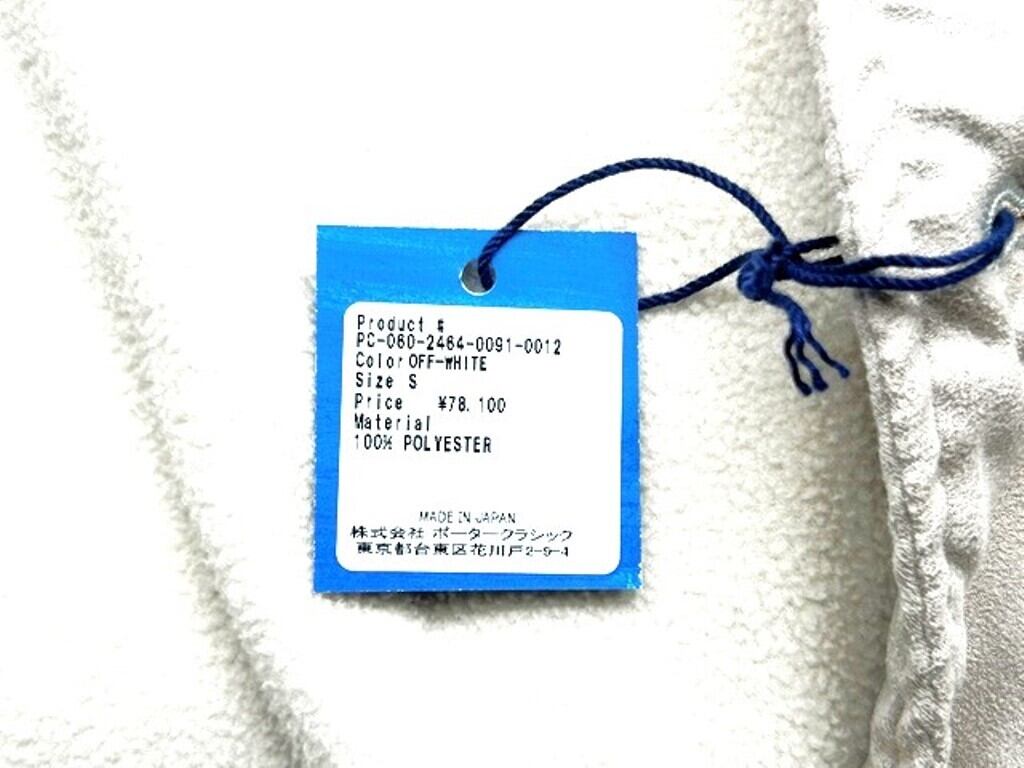 Product #
PC-060-2464-0091-0012
Color OFF-WHITE
Size S
Price ¥78.100
Material
100% POLYESTER
MADE IN JAPAN
株式会社 ポータークラシック
東京都台東区花川戸2-9-4